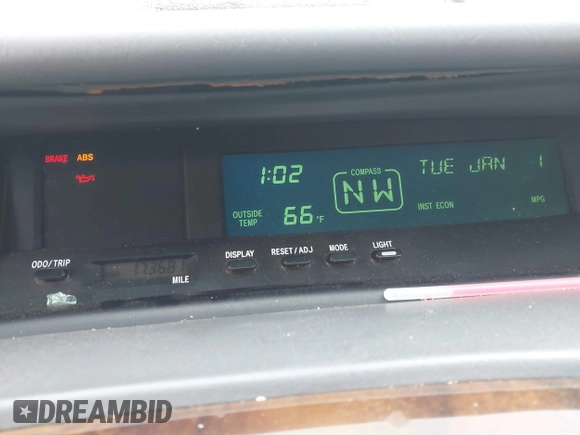 BRAKE ABS
1:02
COMPASS
NW
TUE JAN 1
OUTSIDE
TEMP
66°F
INST ECON
MPG
ODO/TRIP
MILE
DISPLAY
RESET/ADJ
MODE
LIGHT
DREAMBID